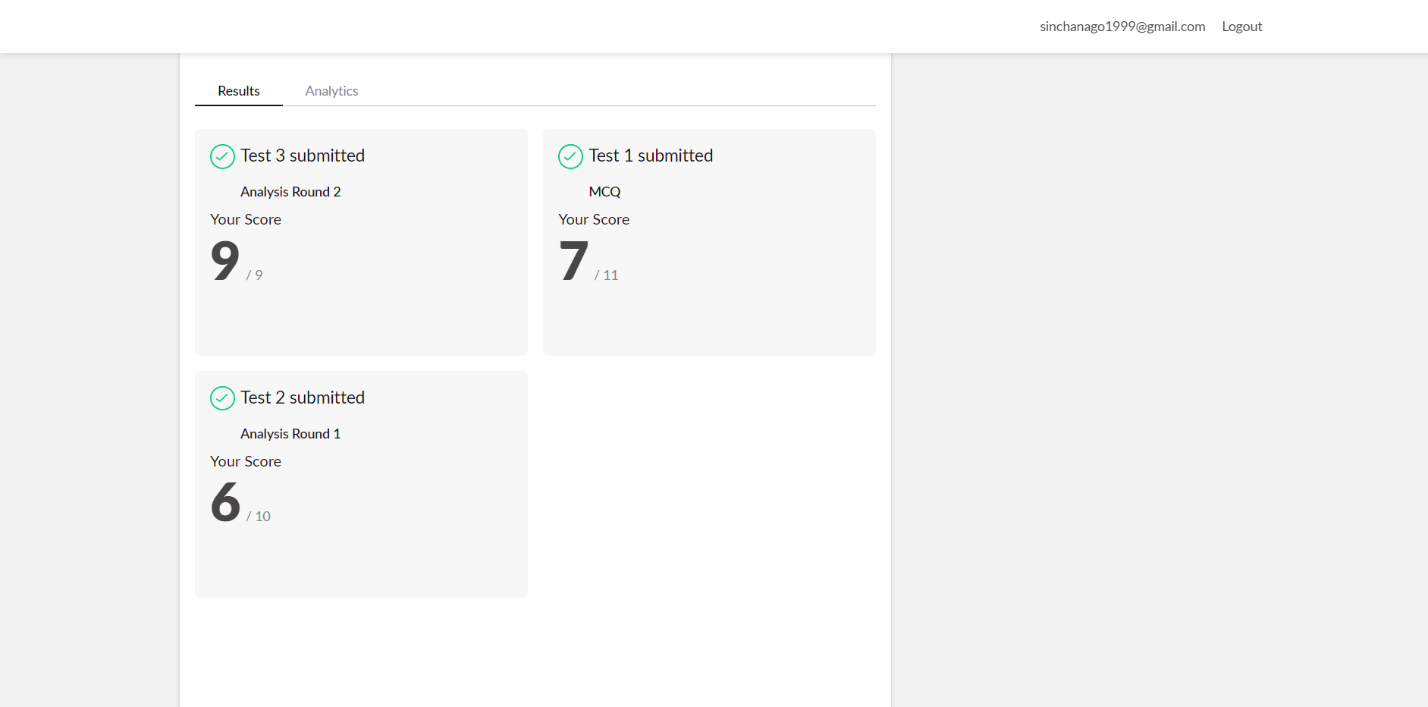 sinchanago1999@gmail.com Logout
Results Analytics
Test 3 submitted
Analysis Round 2
Your Score
9 / 9
Test 1 submitted
MCQ
Your Score
7 / 11
Test 2 submitted
Analysis Round 1
Your Score
6 / 10